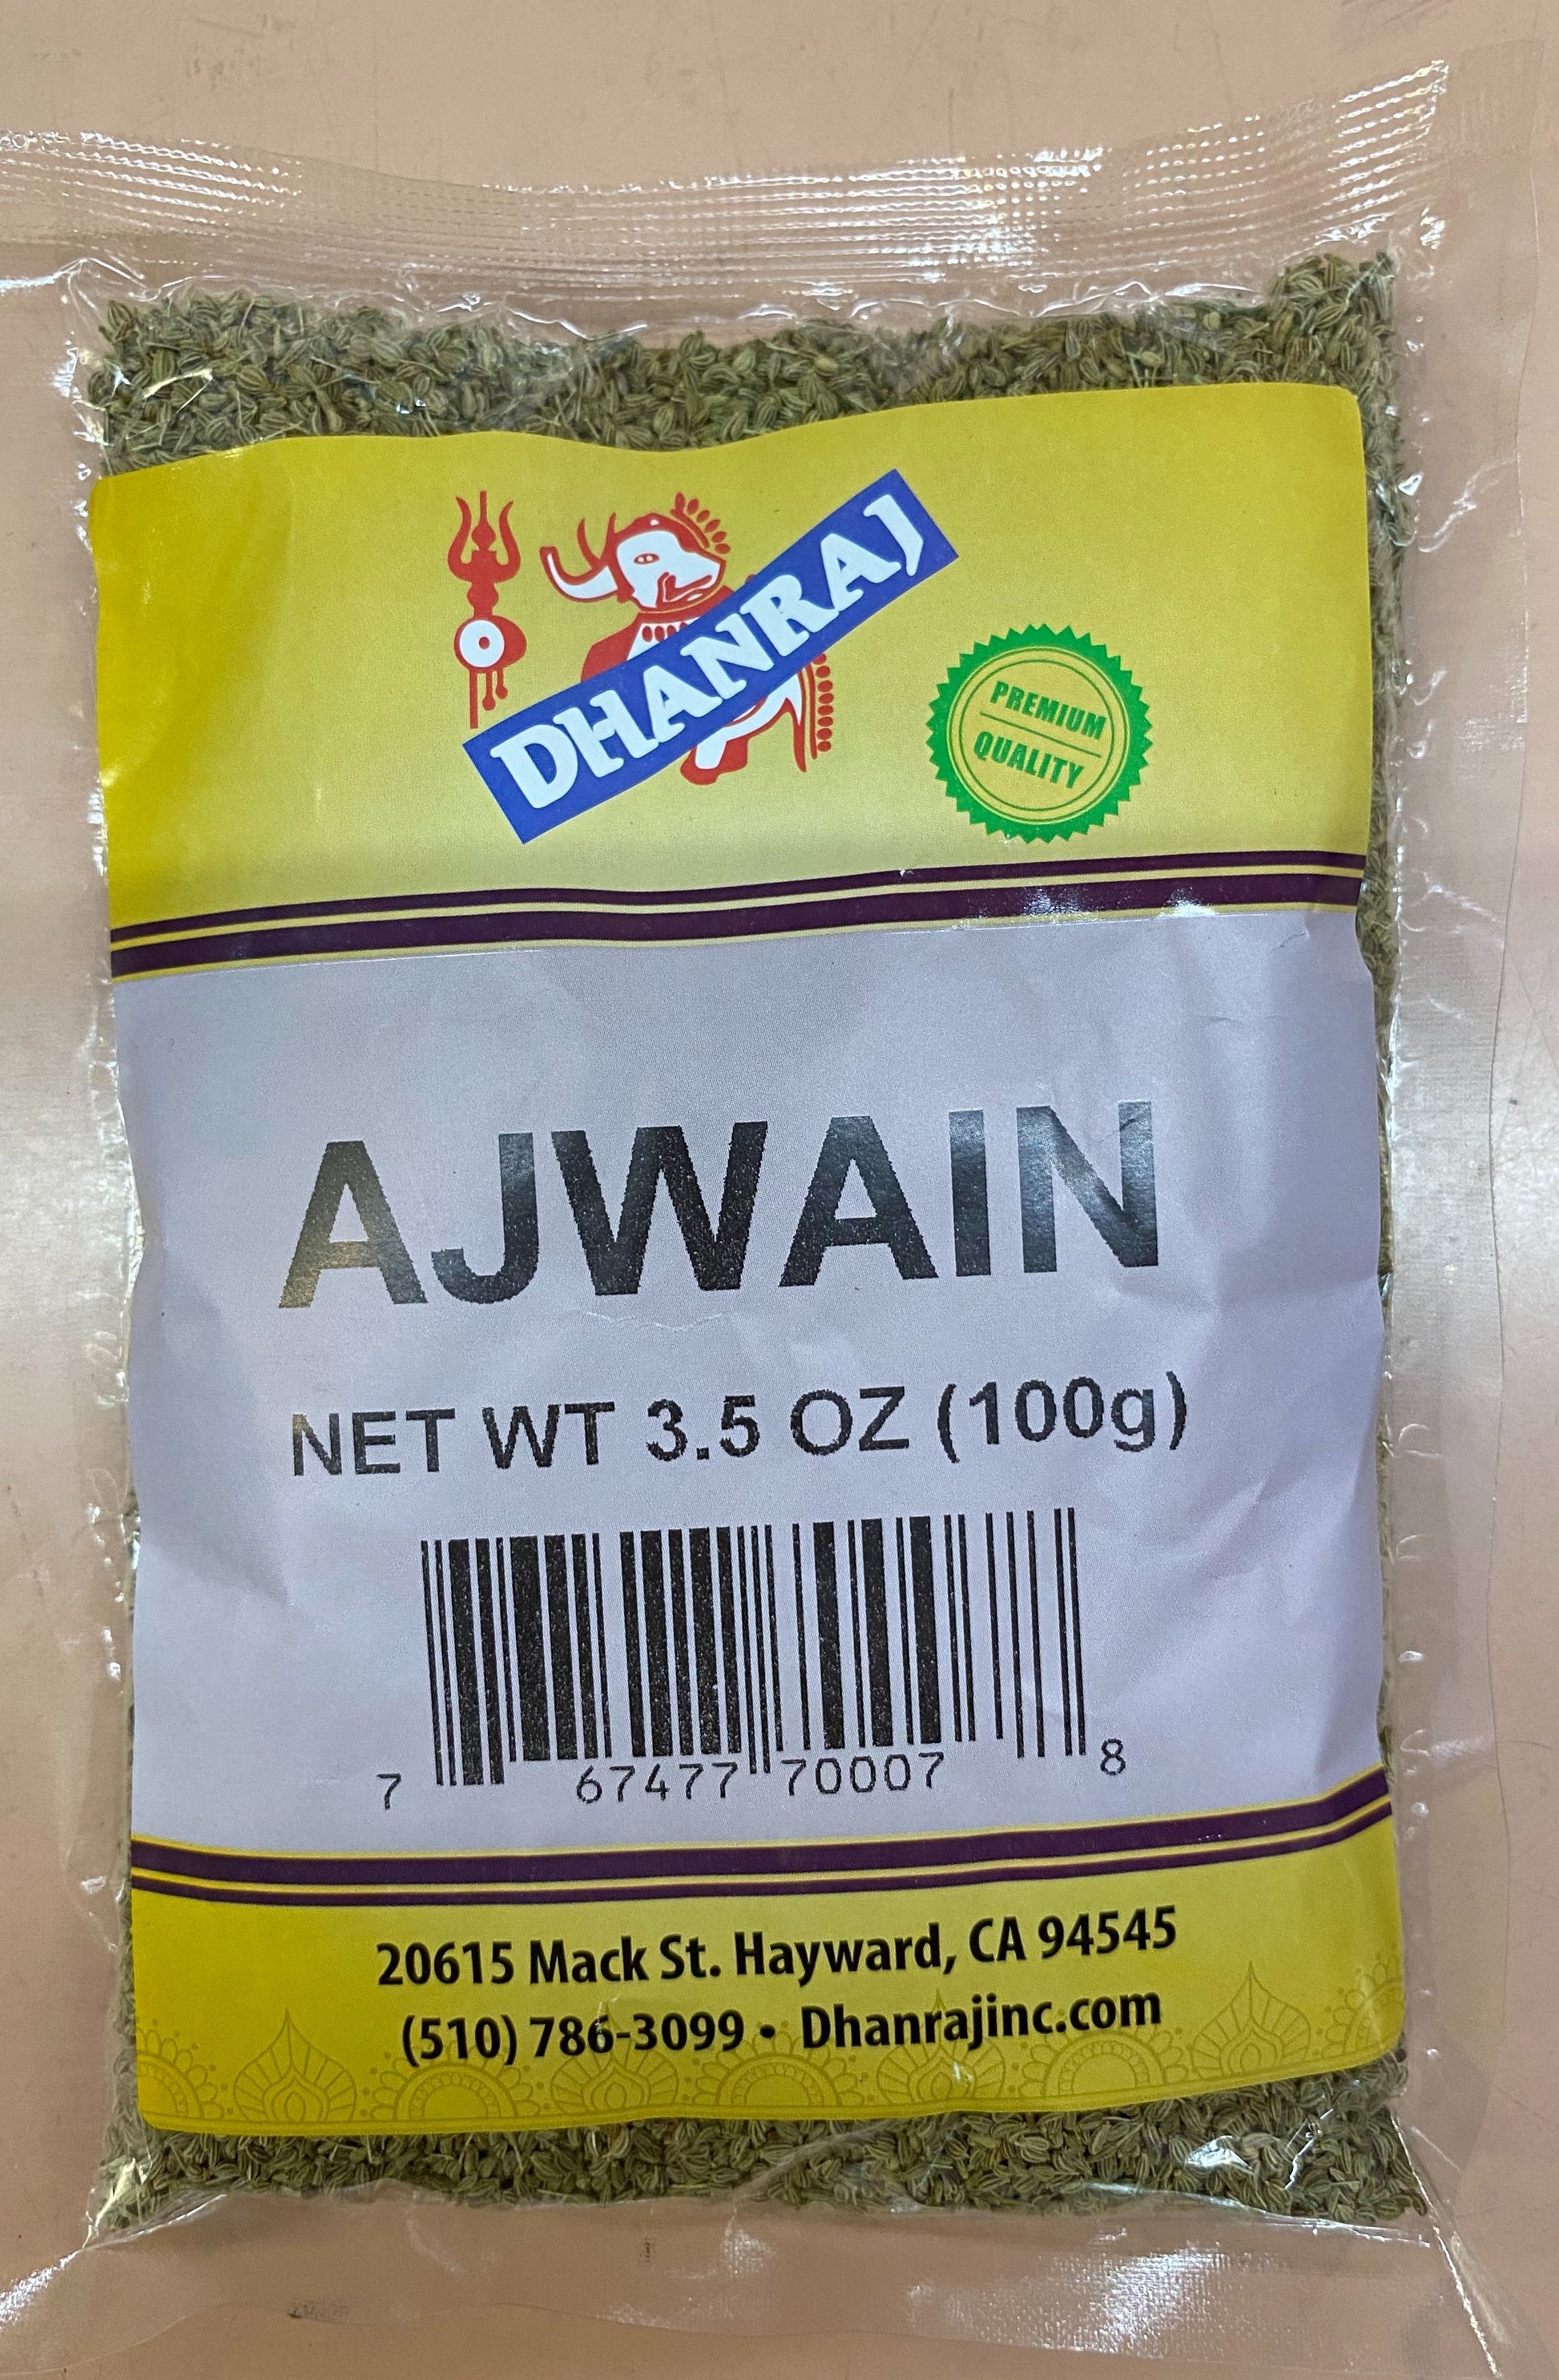 DHANRAJ
PREMIUM
QUALITY
AJWAIN
NET WT 3.5 OZ (100g)
7 67477 70007 8
20615 Mack St. Hayward, CA 94545
(510) 786-3099 • Dhanrajinc.com